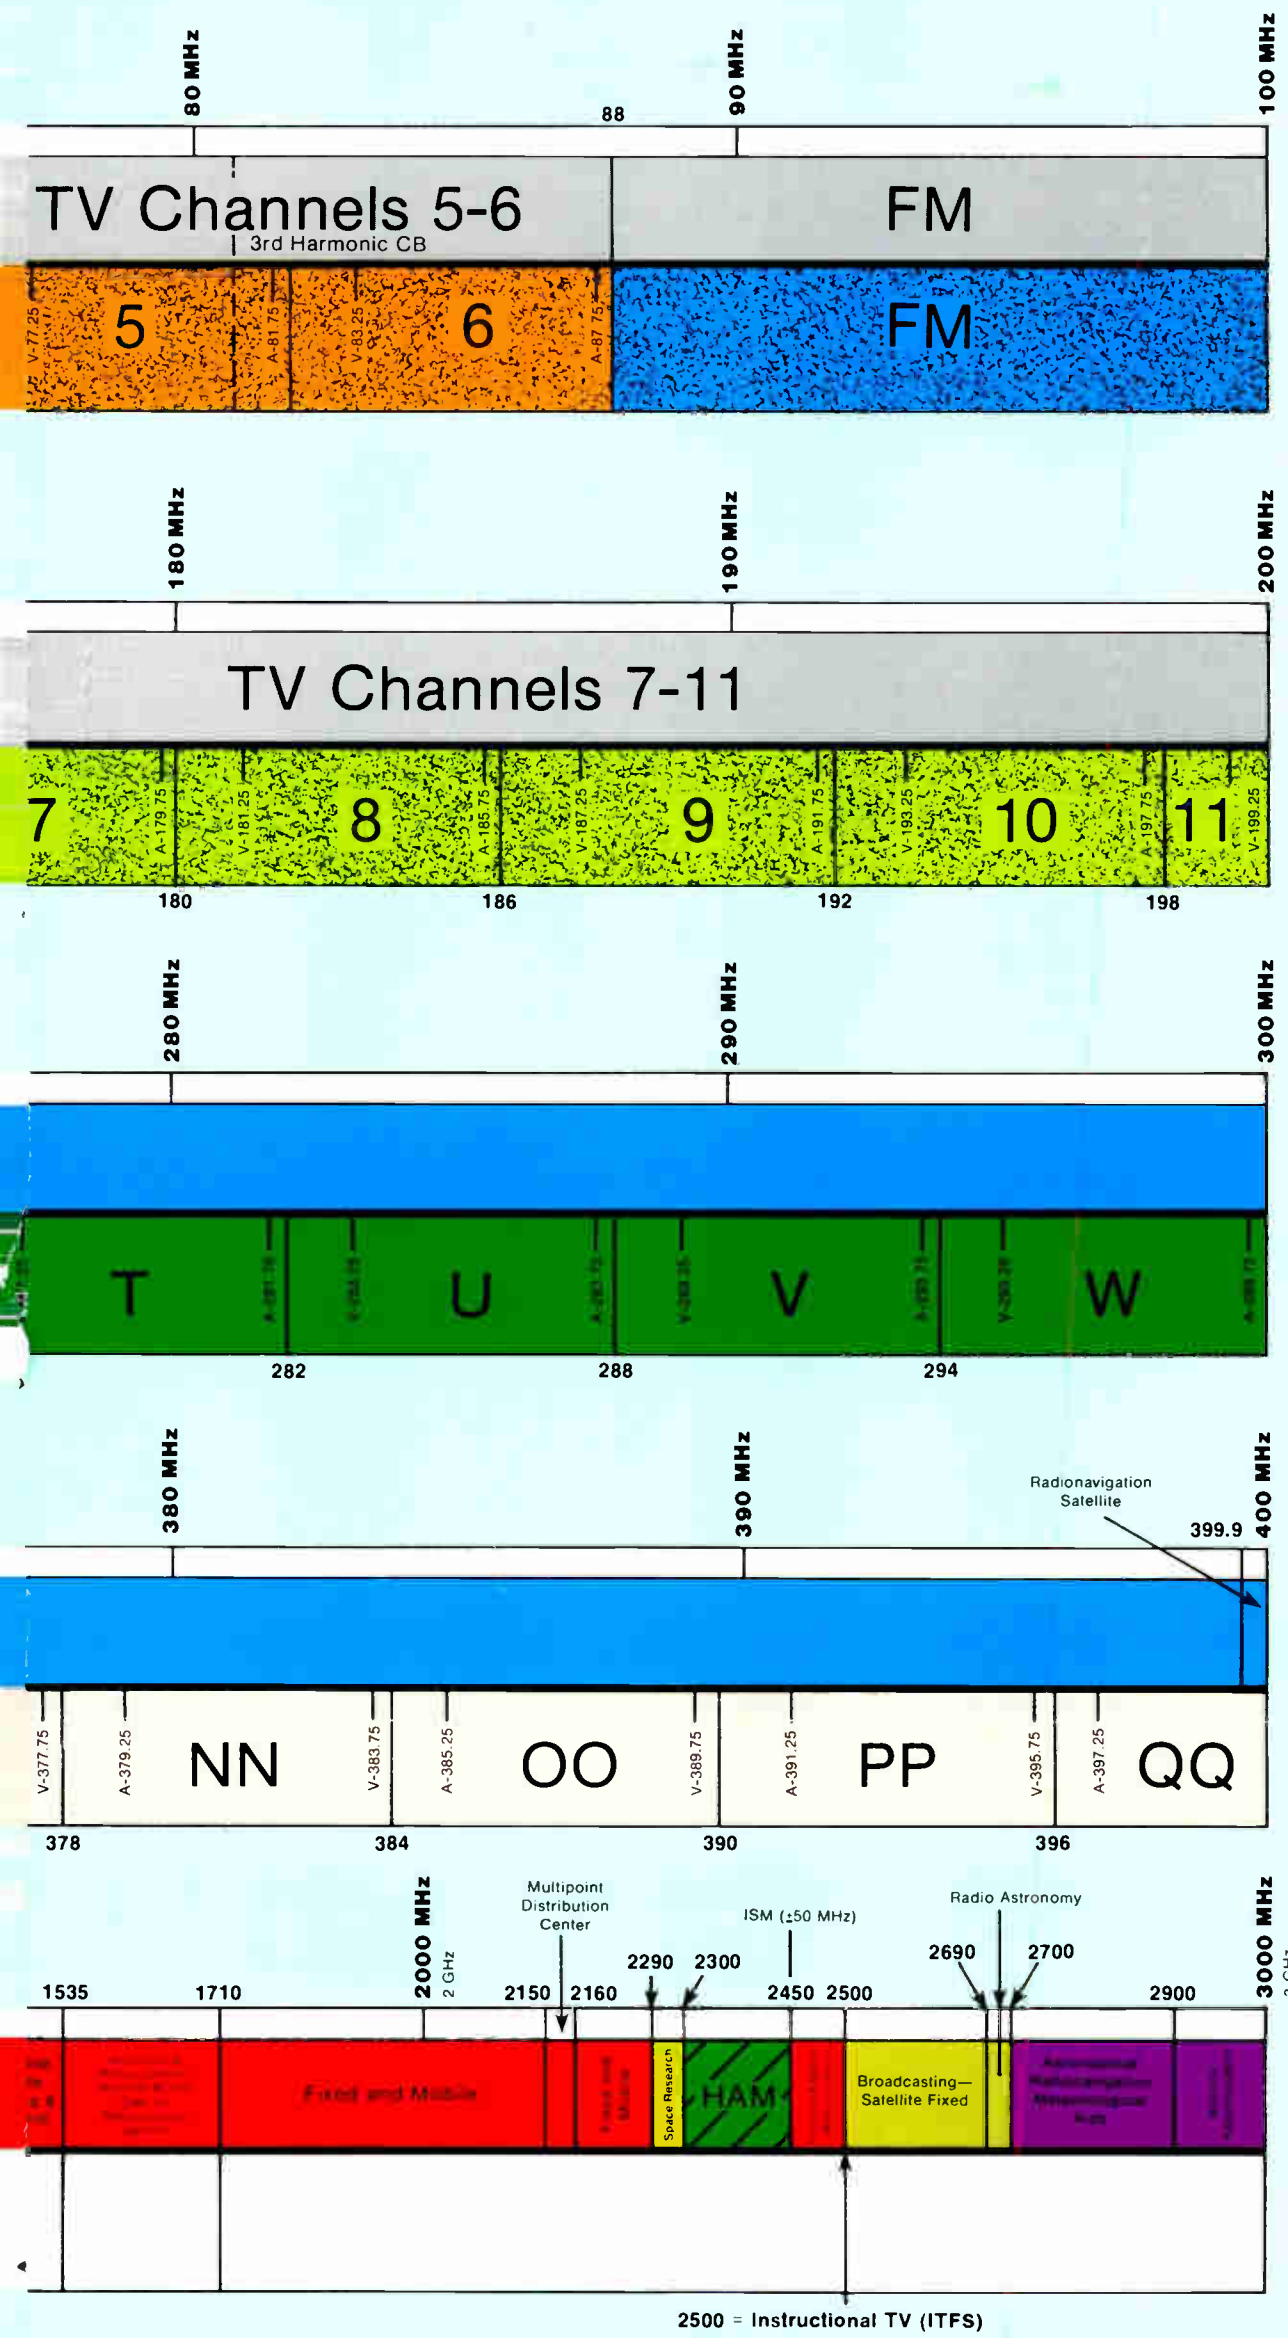 80 MHz
88
90 MHz
100 MHz
TV Channels 5-6
FM
3rd Harmonic CB
V-77.25
5
A-81.75
V-83.25
6
A-87.75
FM
180 MHz
190 MHz
200 MHz
TV Channels 7-11
7
A-179.75
V-181.25
8
A-185.75
V-187.25
9
A-191.75
V-193.25
10
A-197.75
11
V-199.25
180
186
192
198
280 MHz
290 MHz
300 MHz
T
U
V
W
282
288
294
380 MHz
390 MHz
Radionavigation
Satellite
399.9
400 MHz
V-377.75
A-379.25
NN
V-383.75
A-385.25
OO
V-389.75
A-391.25
PP
V-395.75
A-397.25
QQ
378
384
390
396
Multipoint
Distribution
Center
2000 MHz
2 GHz
ISM (±50 MHz)
Radio Astronomy
3000 MHz
1535
1710
2150
2160
2290
2300
2450
2500
2690
2700
2900
Fixed and Mobile
Fixed and
Mobile
Space Research
HAM
Broadcasting—
Satellite Fixed
2500 = Instructional TV (ITFS)